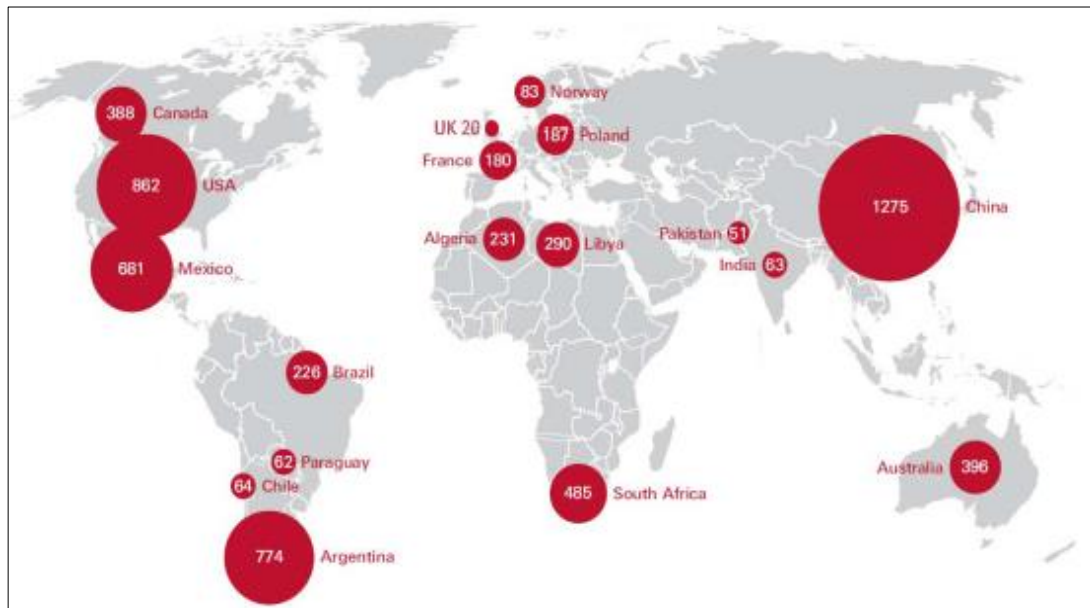 388 Canada
83 Norway
UK 20
187 Poland
France 180
862 USA
1275 China
Algeria 231
290 Libya
Pakistan 51
681 Mexico
India 63
226 Brazil
62 Paraguay
64 Chile
Australia 396
485 South Africa
774 Argentina